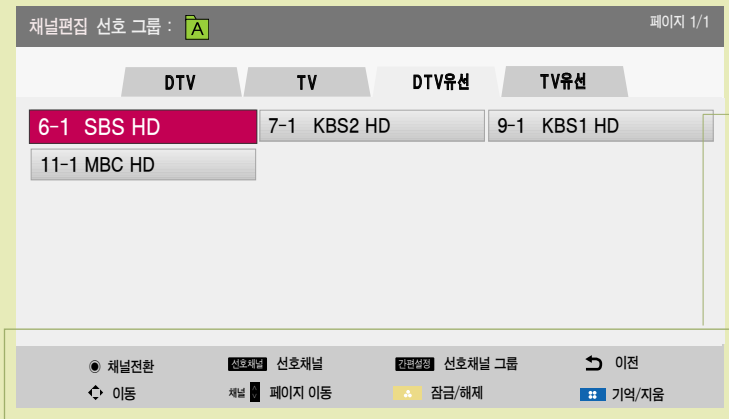 채널편집 선호 그룹 : A 페이지 1/1
DTV TV DTV유선 TV유선
6-1 SBS HD 7-1 KBS2 HD 9-1 KBS1 HD
11-1 MBC HD
채널전환 선호채널 선호채널 간편설정 선호채널 그룹 이전
이동 채널 페이지 이동 잠금/해제 기억/지움